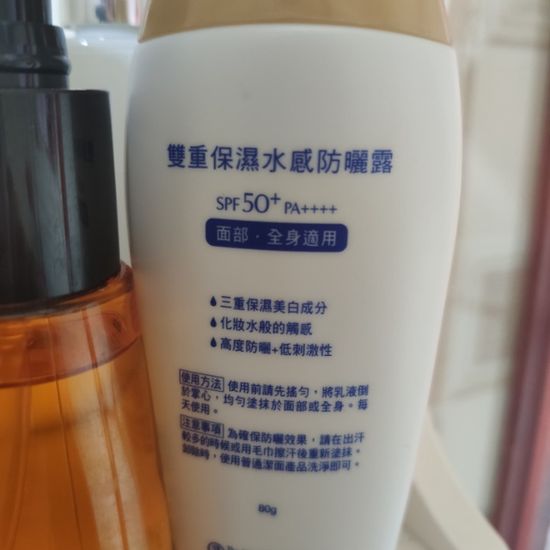 雙重保濕水感防曬露
SPF 50+ PA++++
面部．全身適用
三重保濕美白成分
化妝水般的觸感
高度防曬+低刺激性
使用方法 使用前請先搖勻，將乳液倒
於掌心，均勻塗抹於面部或全身。每
天使用。
注意事項 為確保防曬效果，請在出汗
較多的時候或用毛巾擦汗後重新塗抹。
卸妝時，使用普通潔面產品洗淨即可。
80g